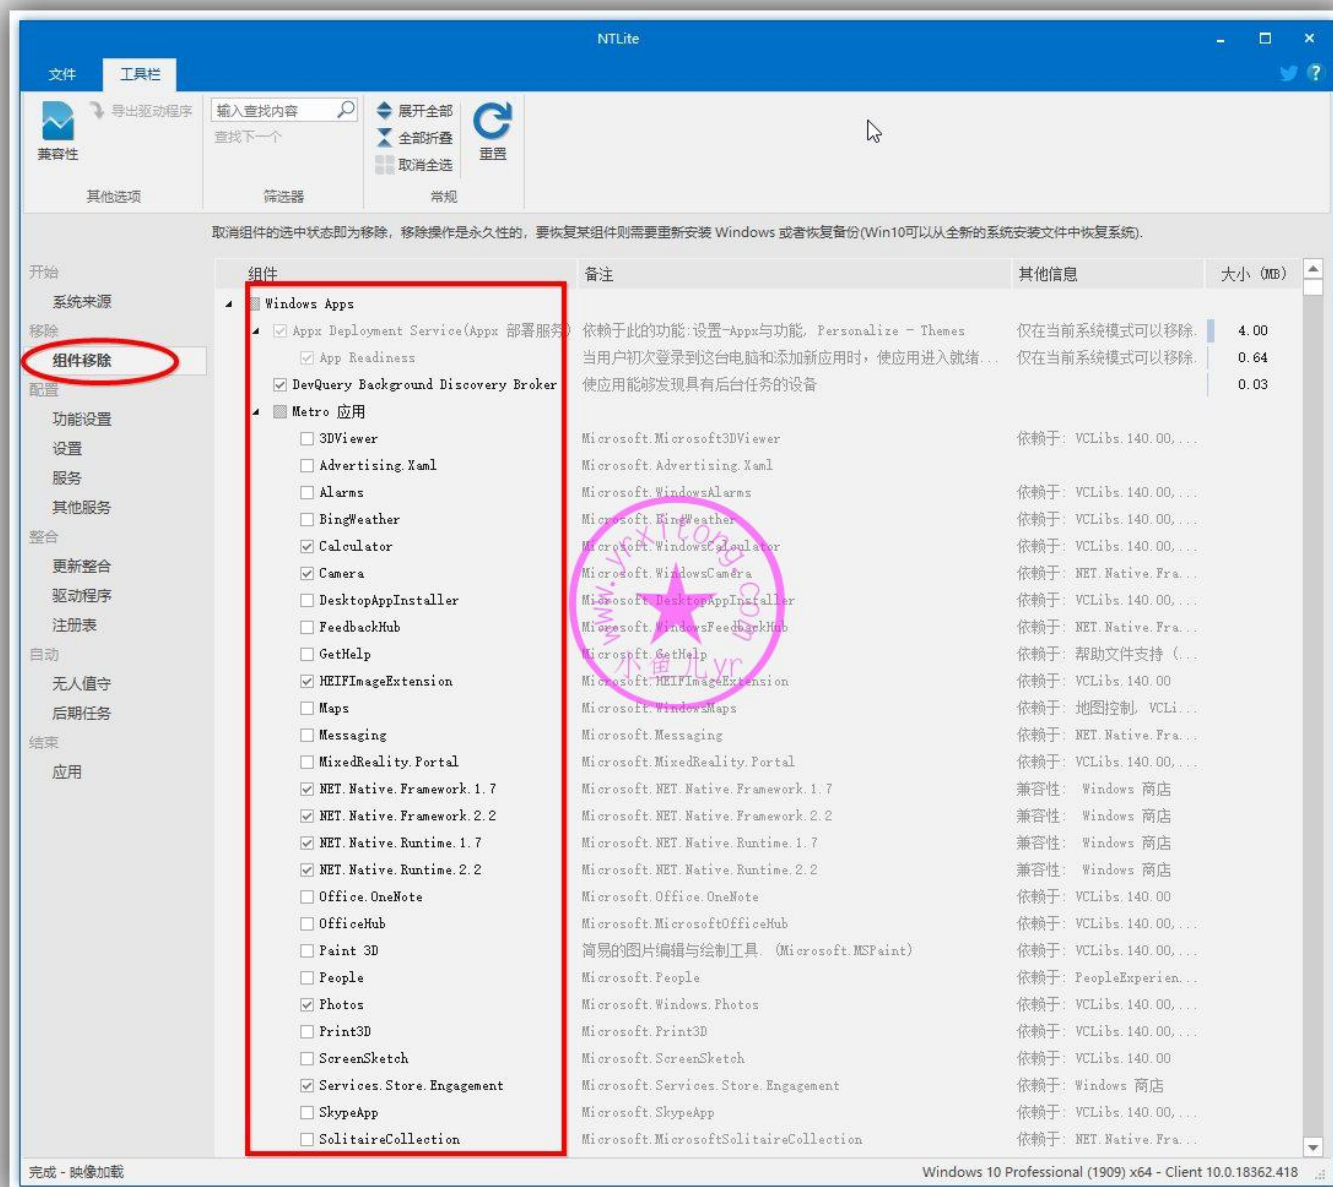 NTLite
文件 工具栏
兼容性
导出驱动程序
其他选项
输入查找内容
查找下一个
筛选器
展开全部
全部折叠
取消全选
重置
常规
取消组件的选中状态即为移除，移除操作是永久性的，要恢复某组件则需要重新安装 Windows 或者恢复备份(Win10可以从全新的系统安装文件中恢复系统).
开始
系统来源
移除
组件移除
配置
功能设置
设置
服务
其他服务
整合
更新整合
驱动程序
注册表
自动
无人值守
后期任务
结束
应用
组件 备注 其他信息 大小 (MB)
Windows Apps
Appx Deployment Service(Appx 部署服务) 依赖于此的功能:设置-Appx与功能, Personalize - Themes 仅在当前系统模式可以移除. 4.00
App Readiness 当用户初次登录到这台电脑和添加新应用时，使应用进入就绪... 仅在当前系统模式可以移除. 0.64
DevQuery Background Discovery Broker 使应用能够发现具有后台任务的设备 0.03
Metro 应用
3DViewer Microsoft.Microsoft3DViewer 依赖于: VCLibs.140.00,...
Advertising.Xaml Microsoft.Advertising.Xaml
Alarms Microsoft.WindowsAlarms 依赖于: VCLibs.140.00,...
BingWeather Microsoft.BingWeather 依赖于: VCLibs.140.00,...
Calculator Microsoft.WindowsCalculator 依赖于: VCLibs.140.00,...
Camera Microsoft.WindowsCamera 依赖于: NET.Native.Fra...
DesktopAppInstaller Microsoft.DesktopAppInstaller 依赖于: VCLibs.140.00,...
FeedbackHub Microsoft.WindowsFeedbackHub 依赖于: NET.Native.Fra...
GetHelp Microsoft.GetHelp 依赖于: 帮助文件支持 (...
HEIFImageExtension Microsoft.HEIFImageExtension 依赖于: VCLibs.140.00
Maps Microsoft.WindowsMaps 依赖于: 地图控制, VCLi...
Messaging Microsoft.Messaging 依赖于: NET.Native.Fra...
MixedReality.Portal Microsoft.MixedReality.Portal 依赖于: VCLibs.140.00,...
NET.Native.Framework.1.7 Microsoft.NET.Native.Framework.1.7 兼容性: Windows 商店
NET.Native.Framework.2.2 Microsoft.NET.Native.Framework.2.2 兼容性: Windows 商店
NET.Native.Runtime.1.7 Microsoft.NET.Native.Runtime.1.7 兼容性: Windows 商店
NET.Native.Runtime.2.2 Microsoft.NET.Native.Runtime.2.2 兼容性: Windows 商店
Office.OneNote Microsoft.Office.OneNote 依赖于: VCLibs.140.00
OfficeHub Microsoft.MicrosoftOfficeHub 依赖于: VCLibs.140.00,...
Paint 3D 简易的图片编辑与绘制工具. (Microsoft.MSPaint) 依赖于: VCLibs.140.00,...
People Microsoft.People 依赖于: PeopleExperien...
Photos Microsoft.Windows.Photos 依赖于: VCLibs.140.00,...
Print3D Microsoft.Print3D 依赖于: VCLibs.140.00,...
ScreenSketch Microsoft.ScreenSketch 依赖于: VCLibs.140.00
Services.Store.Engagement Microsoft.Services.Store.Engagement 依赖于: Windows 商店
SkypeApp Microsoft.SkypeApp 依赖于: VCLibs.140.00,...
SolitaireCollection Microsoft.MicrosoftSolitaireCollection 依赖于: NET.Native.Fra...
www.yrxitong.com
小鱼儿yr
完成 - 映像加载
Windows 10 Professional (1909) x64 - Client 10.0.18362.418